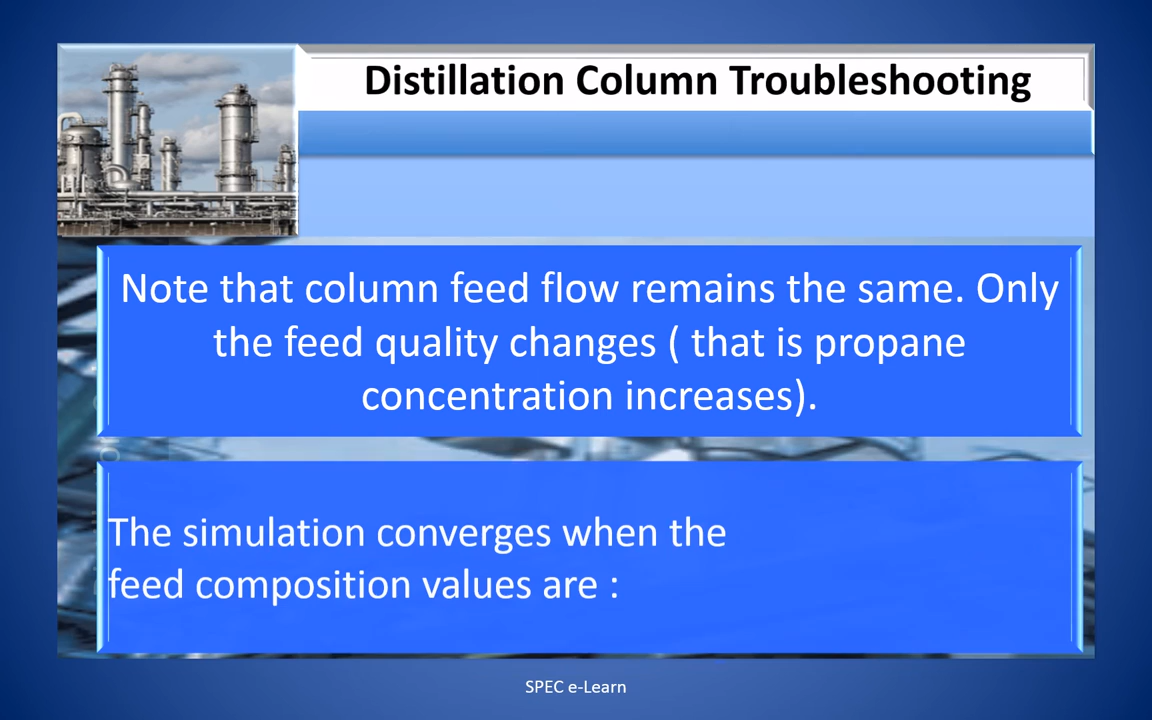 Distillation Column Troubleshooting
Note that column feed flow remains the same. Only
the feed quality changes ( that is propane
concentration increases).
The simulation converges when the
feed composition values are :
SPEC e-Learn